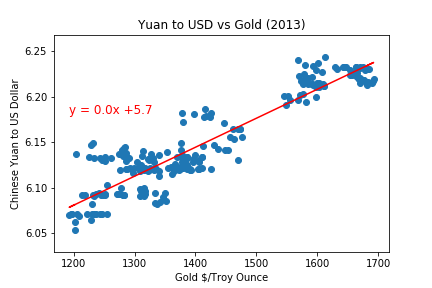 Yuan to USD vs Gold (2013)
6.25
6.20
6.15
6.10
6.05
Chinese Yuan to US Dollar
y = 0.0x +5.7
1200 1300 1400 1500 1600 1700
Gold $/Troy Ounce